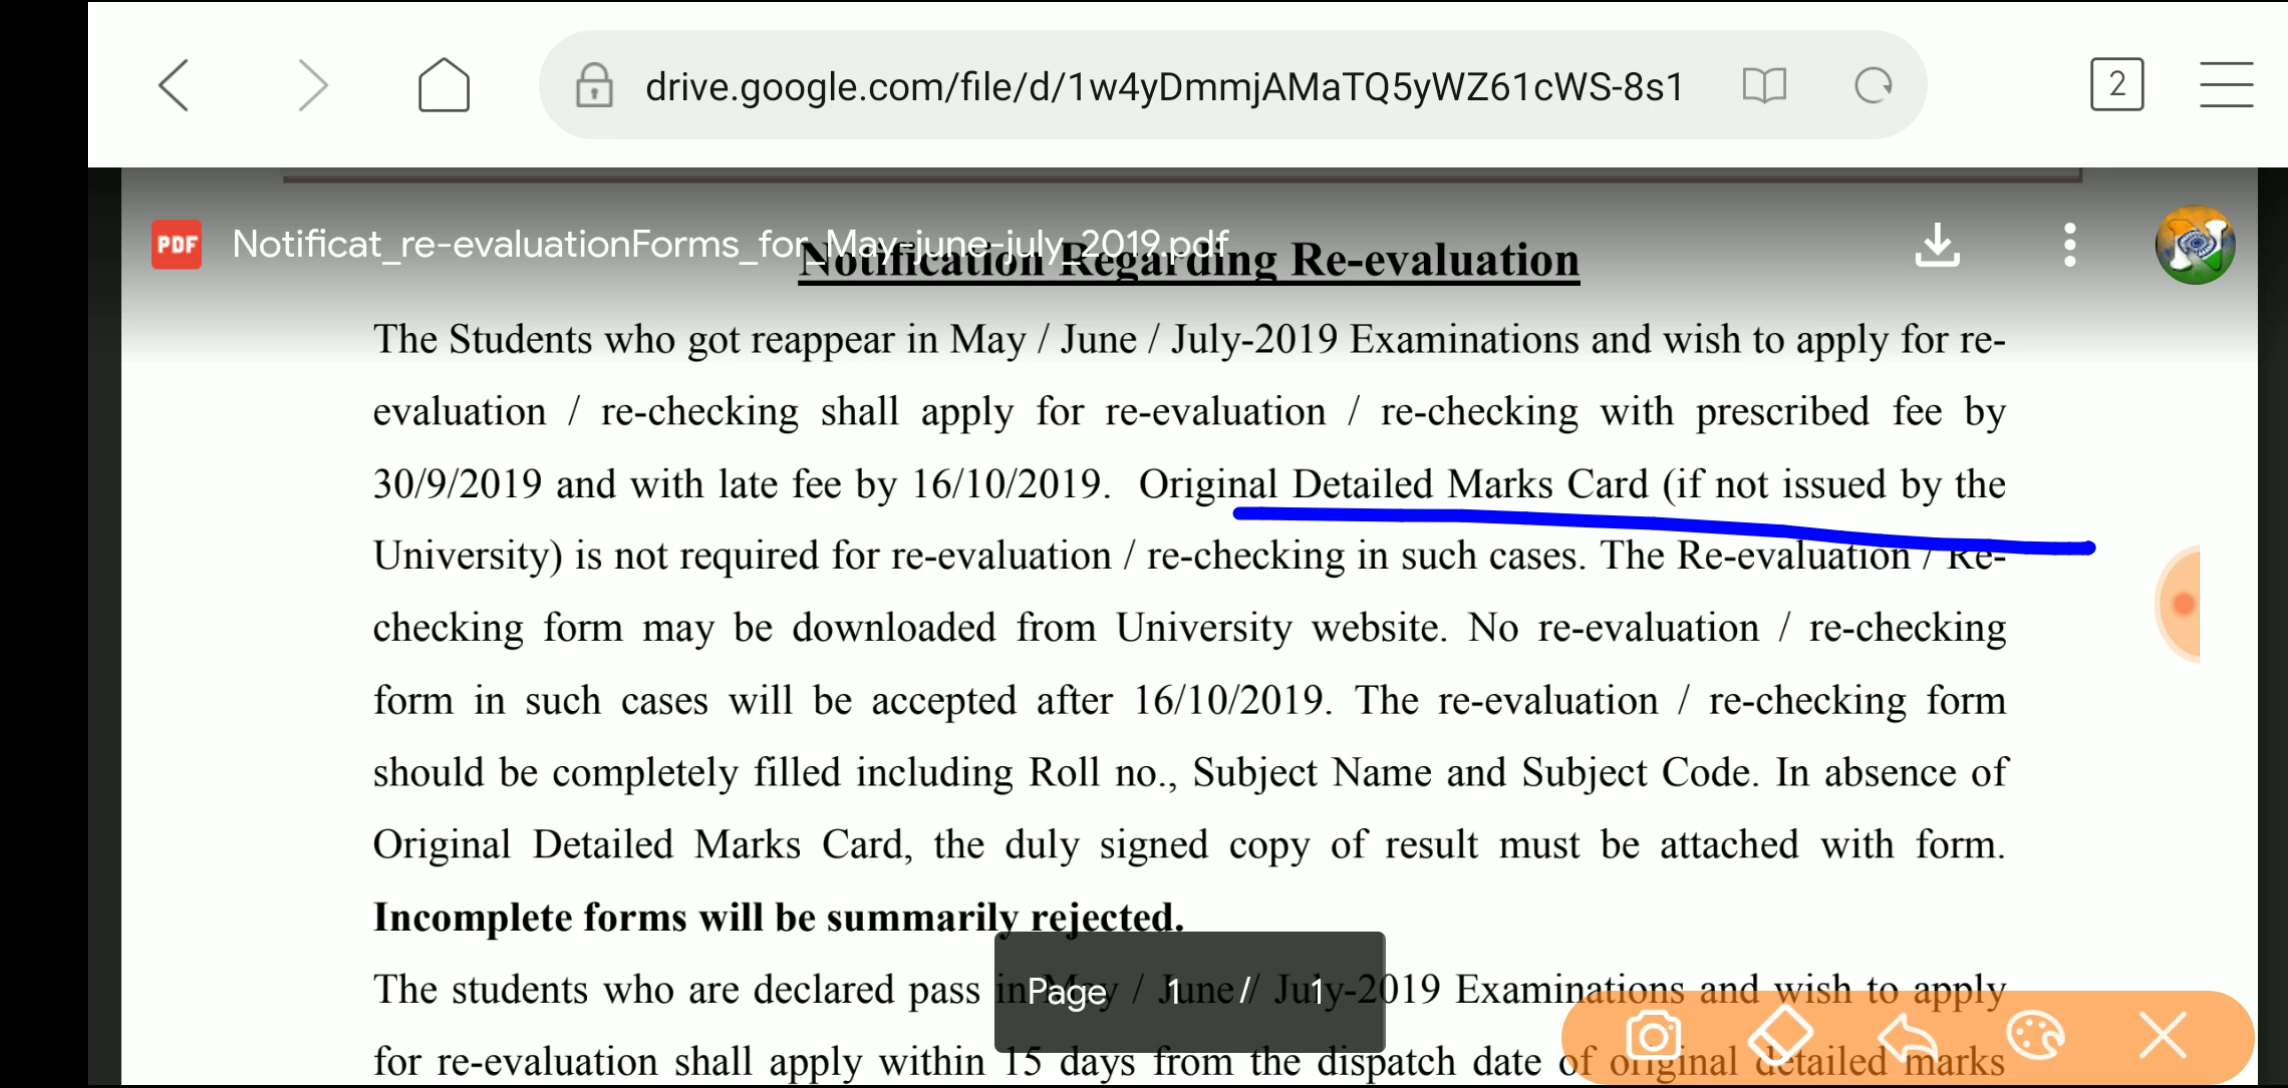 drive.google.com/file/d/1w4yDmmjAMaTQ5yWZ61cWS-8s1
2
PDF Notificat_re-evaluationForms_for_May-june-july_2019.pdf
Notification Regarding Re-evaluation
The Students who got reappear in May / June / July-2019 Examinations and wish to apply for re-
evaluation / re-checking shall apply for re-evaluation / re-checking with prescribed fee by
30/9/2019 and with late fee by 16/10/2019. Original Detailed Marks Card (if not issued by the
University) is not required for re-evaluation / re-checking in such cases. The Re-evaluation / Re-
checking form may be downloaded from University website. No re-evaluation / re-checking
form in such cases will be accepted after 16/10/2019. The re-evaluation / re-checking form
should be completely filled including Roll no., Subject Name and Subject Code. In absence of
Original Detailed Marks Card, the duly signed copy of result must be attached with form.
Incomplete forms will be summarily rejected.
The students who are declared pass in May / June / July-2019 Examinations and wish to apply
Page 1 / 1
for re-evaluation shall apply within 15 days from the dispatch date of original detailed marks